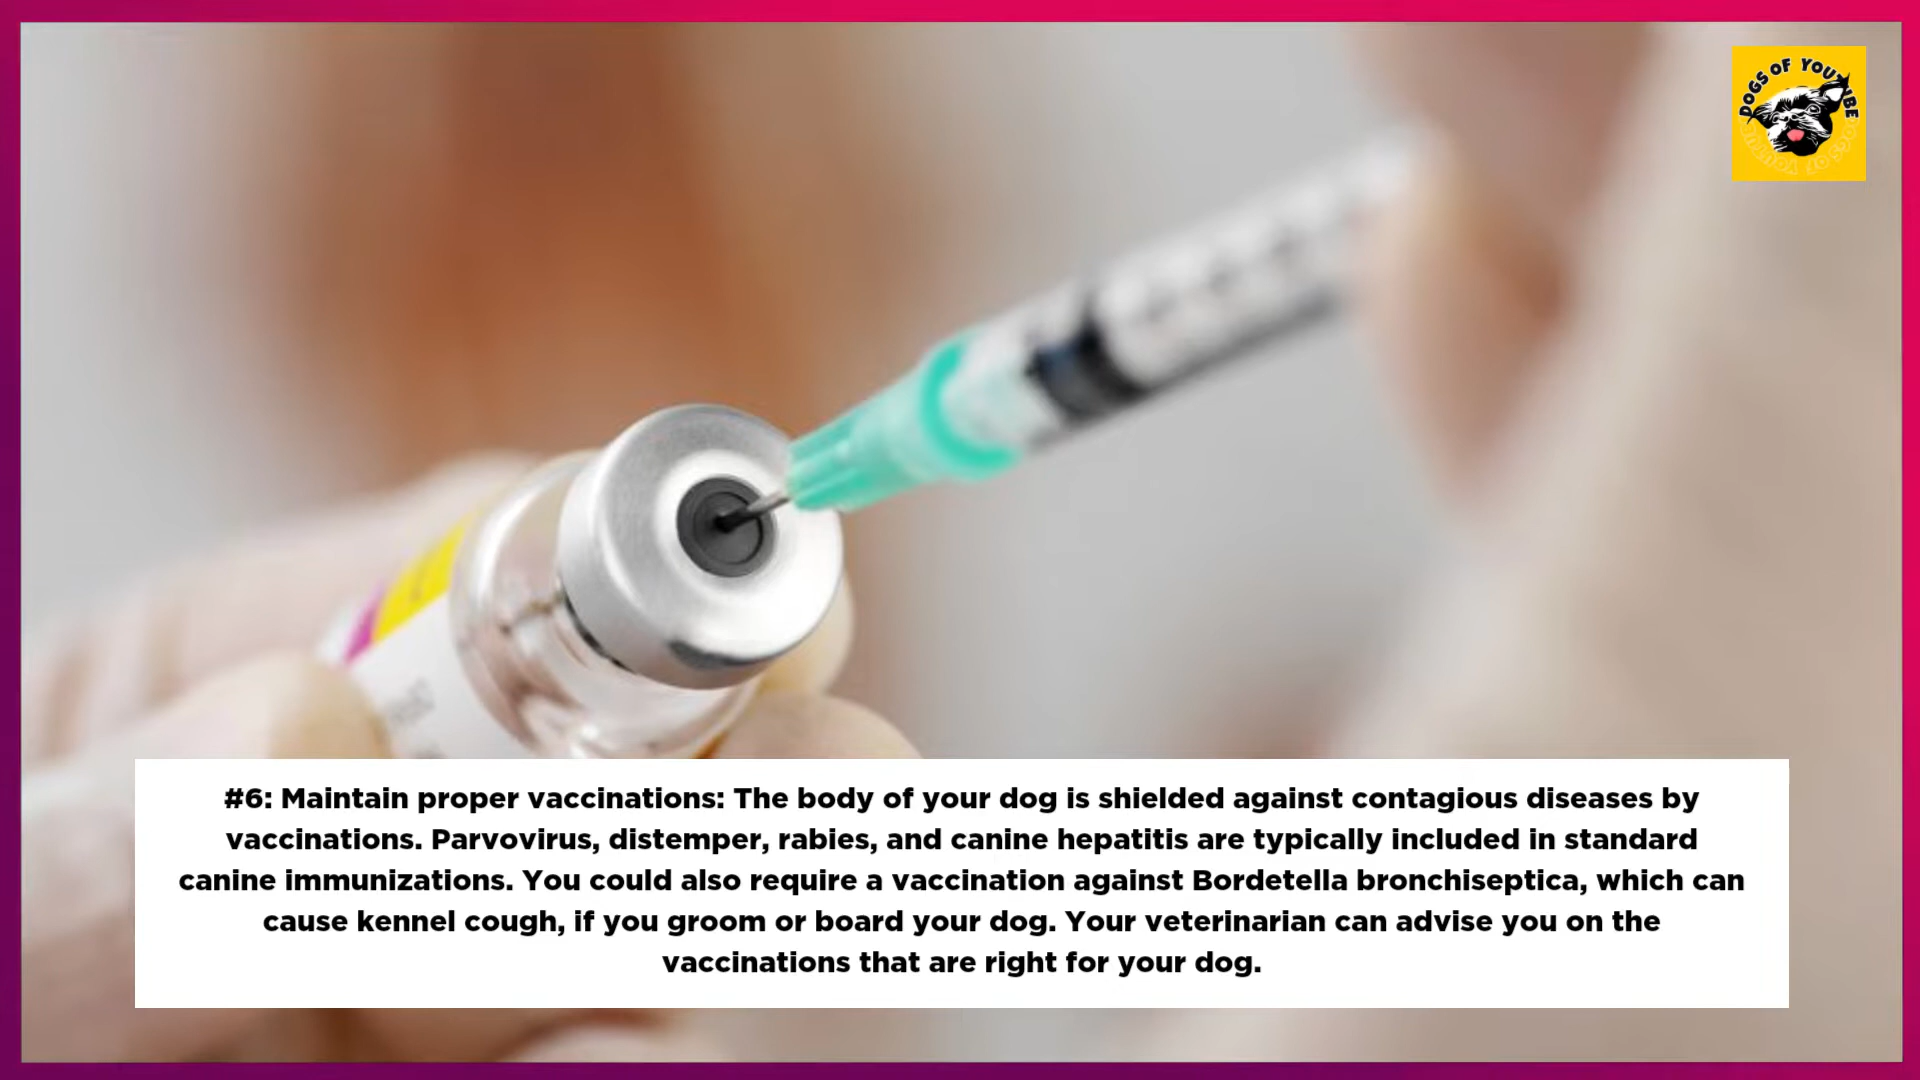 DOGS OF YOUTUBE
#6: Maintain proper vaccinations: The body of your dog is shielded against contagious diseases by
vaccinations. Parvovirus, distemper, rabies, and canine hepatitis are typically included in standard
canine immunizations. You could also require a vaccination against Bordetella bronchiseptica, which can
cause kennel cough, if you groom or board your dog. Your veterinarian can advise you on the
vaccinations that are right for your dog.